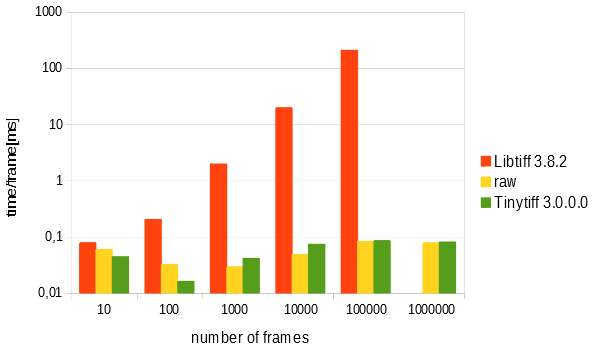 1000
100
10
1
0,1
0,01
time/frame[ms]
10 100 1000 10000 100000 1000000
number of frames
Libtiff 3.8.2
raw
Tinytiff 3.0.0.0